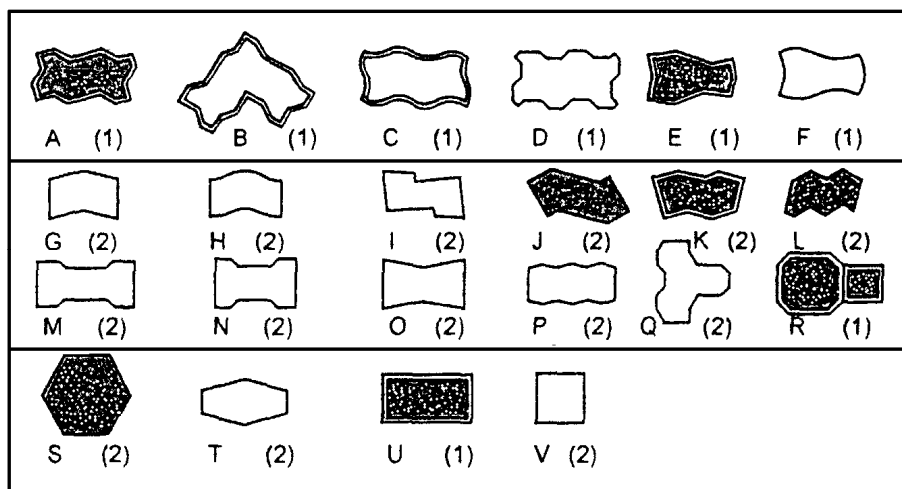 A (1) B (1) C (1) D (1) E (1) F (1)
G (2) H (2) I (2) J (2) K (2) L (2)
M (2) N (2) O (2) P (2) Q (2) R (1)
S (2) T (2) U (1) V (2)